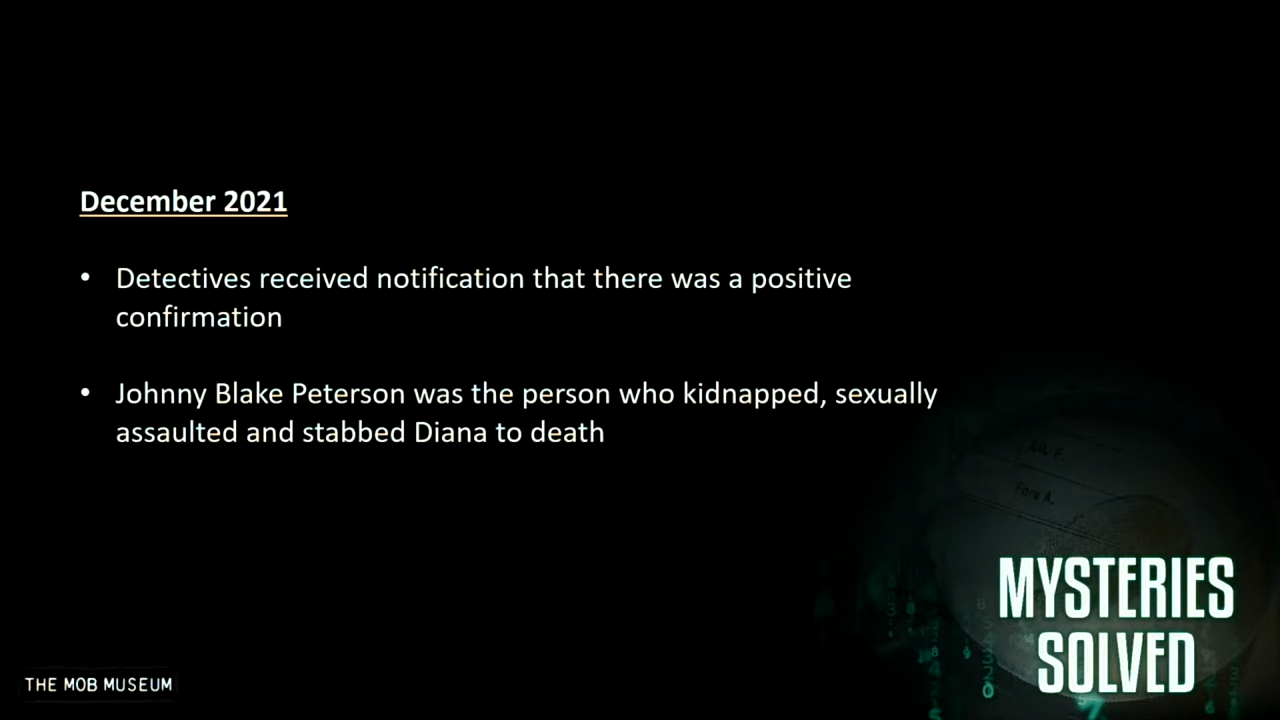 December 2021
• Detectives received notification that there was a positive
confirmation
• Johnny Blake Peterson was the person who kidnapped, sexually
assaulted and stabbed Diana to death
Fore A.
MYSTERIES
SOLVED
THE MOB MUSEUM